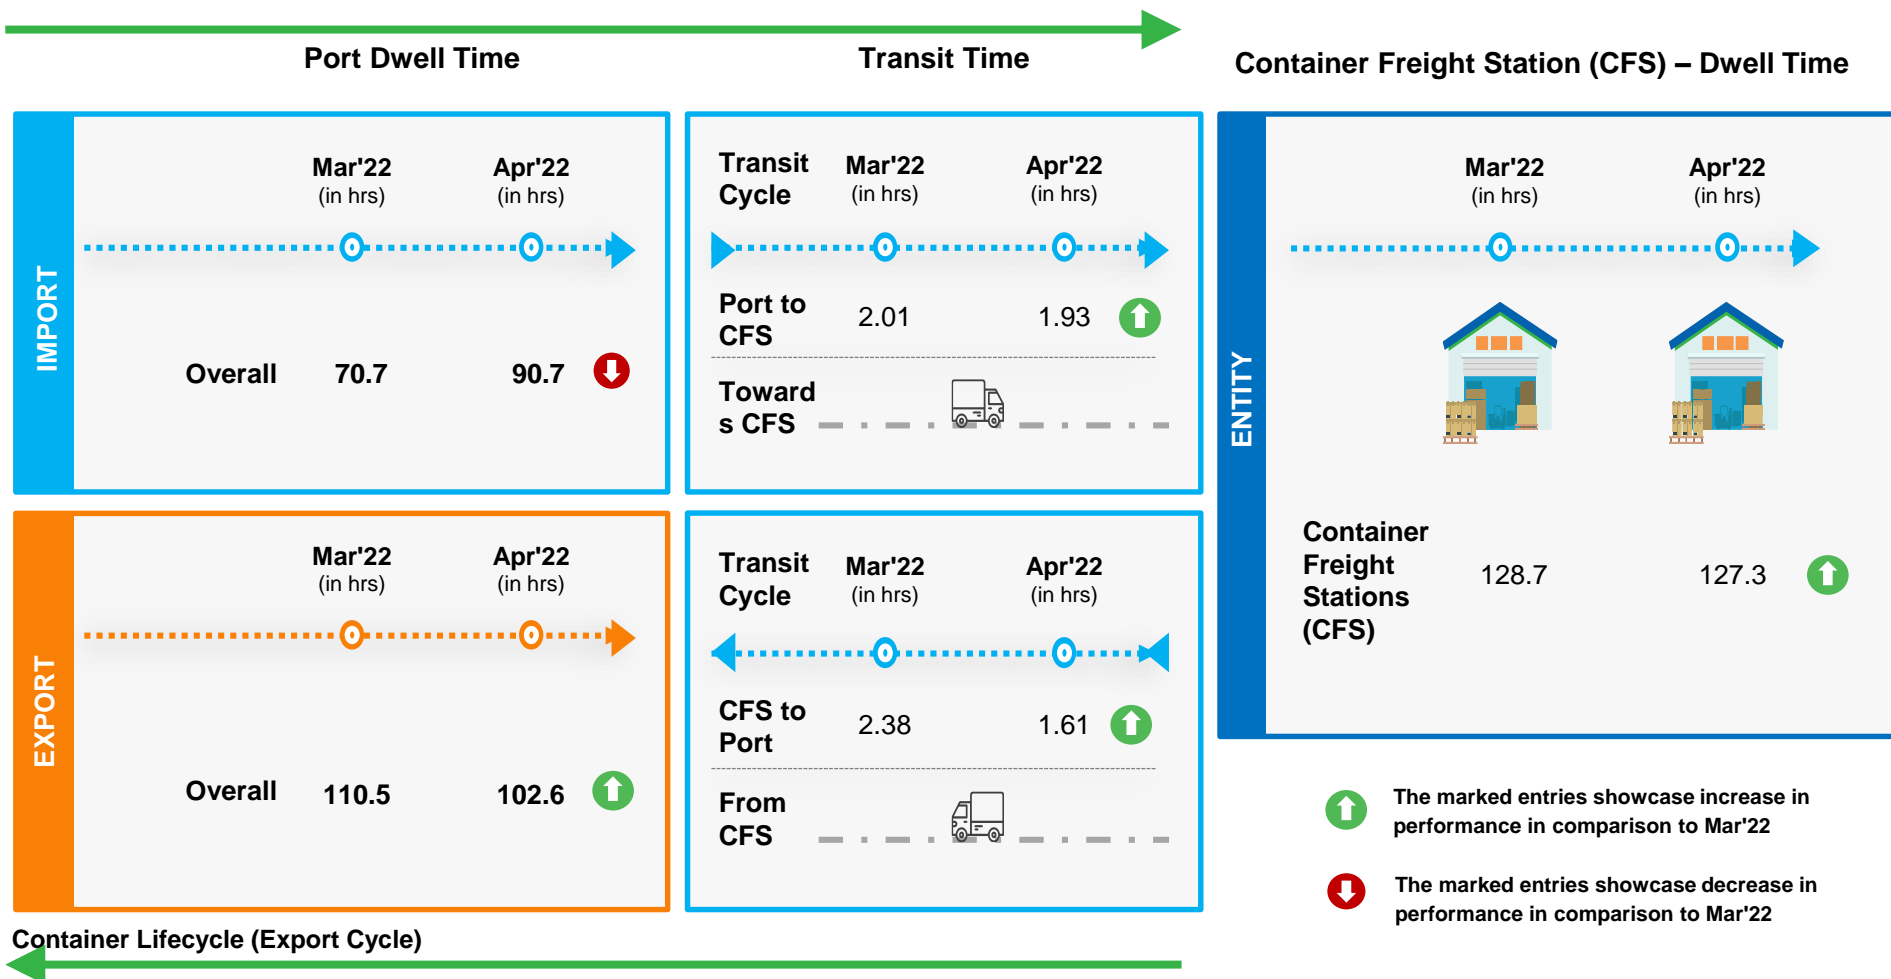 Port Dwell Time
Transit Time
Container Freight Station (CFS) – Dwell Time
IMPORT
Mar'22
(in hrs)
Apr'22
(in hrs)
Overall 70.7 90.7
Transit
Cycle
Mar'22
(in hrs)
Apr'22
(in hrs)
Port to
CFS
2.01 1.93
Toward
s CFS
ENTITY
Mar'22
(in hrs)
Apr'22
(in hrs)
Container
Freight
Stations
(CFS)
128.7 127.3
EXPORT
Mar'22
(in hrs)
Apr'22
(in hrs)
Overall 110.5 102.6
Transit
Cycle
Mar'22
(in hrs)
Apr'22
(in hrs)
CFS to
Port
2.38 1.61
From
CFS
The marked entries showcase increase in
performance in comparison to Mar'22
The marked entries showcase decrease in
performance in comparison to Mar'22
Container Lifecycle (Export Cycle)